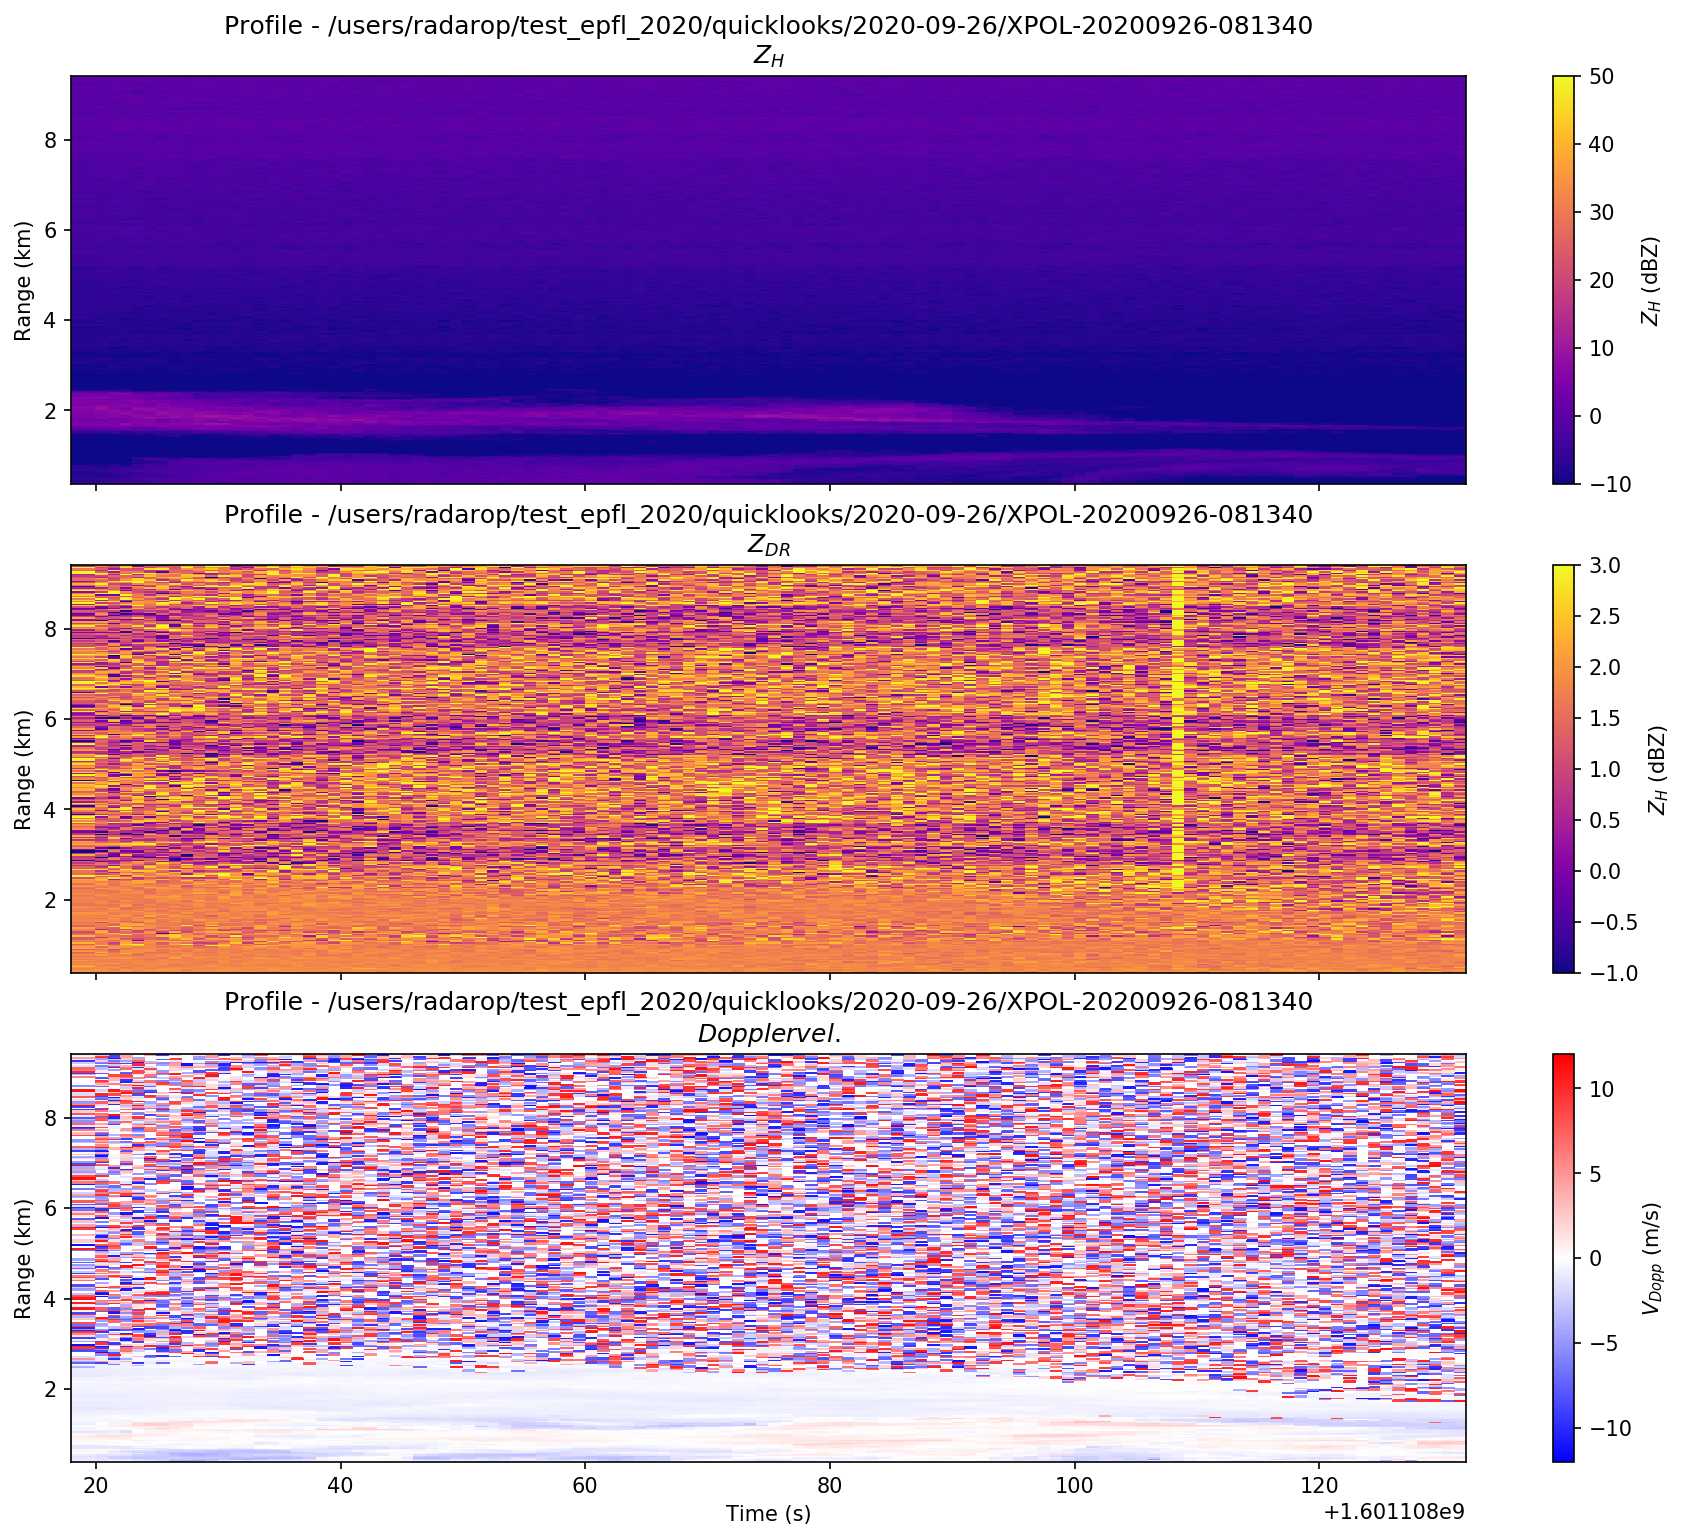 Profile - /users/radarop/test_epfl_2020/quicklooks/2020-09-26/XPOL-20200926-081340
Z_H
Range (km)
8
6
4
2
50
40
30
20
10
0
−10
Z_H (dBZ)
Profile - /users/radarop/test_epfl_2020/quicklooks/2020-09-26/XPOL-20200926-081340
Z_DR
Range (km)
8
6
4
2
3.0
2.5
2.0
1.5
1.0
0.5
0.0
−0.5
−1.0
Z_H (dBZ)
Profile - /users/radarop/test_epfl_2020/quicklooks/2020-09-26/XPOL-20200926-081340
Dopplervel.
Range (km)
8
6
4
2
10
5
0
−5
−10
V_Dopp (m/s)
20 40 60 80 100 120
Time (s)
+1.601108e9